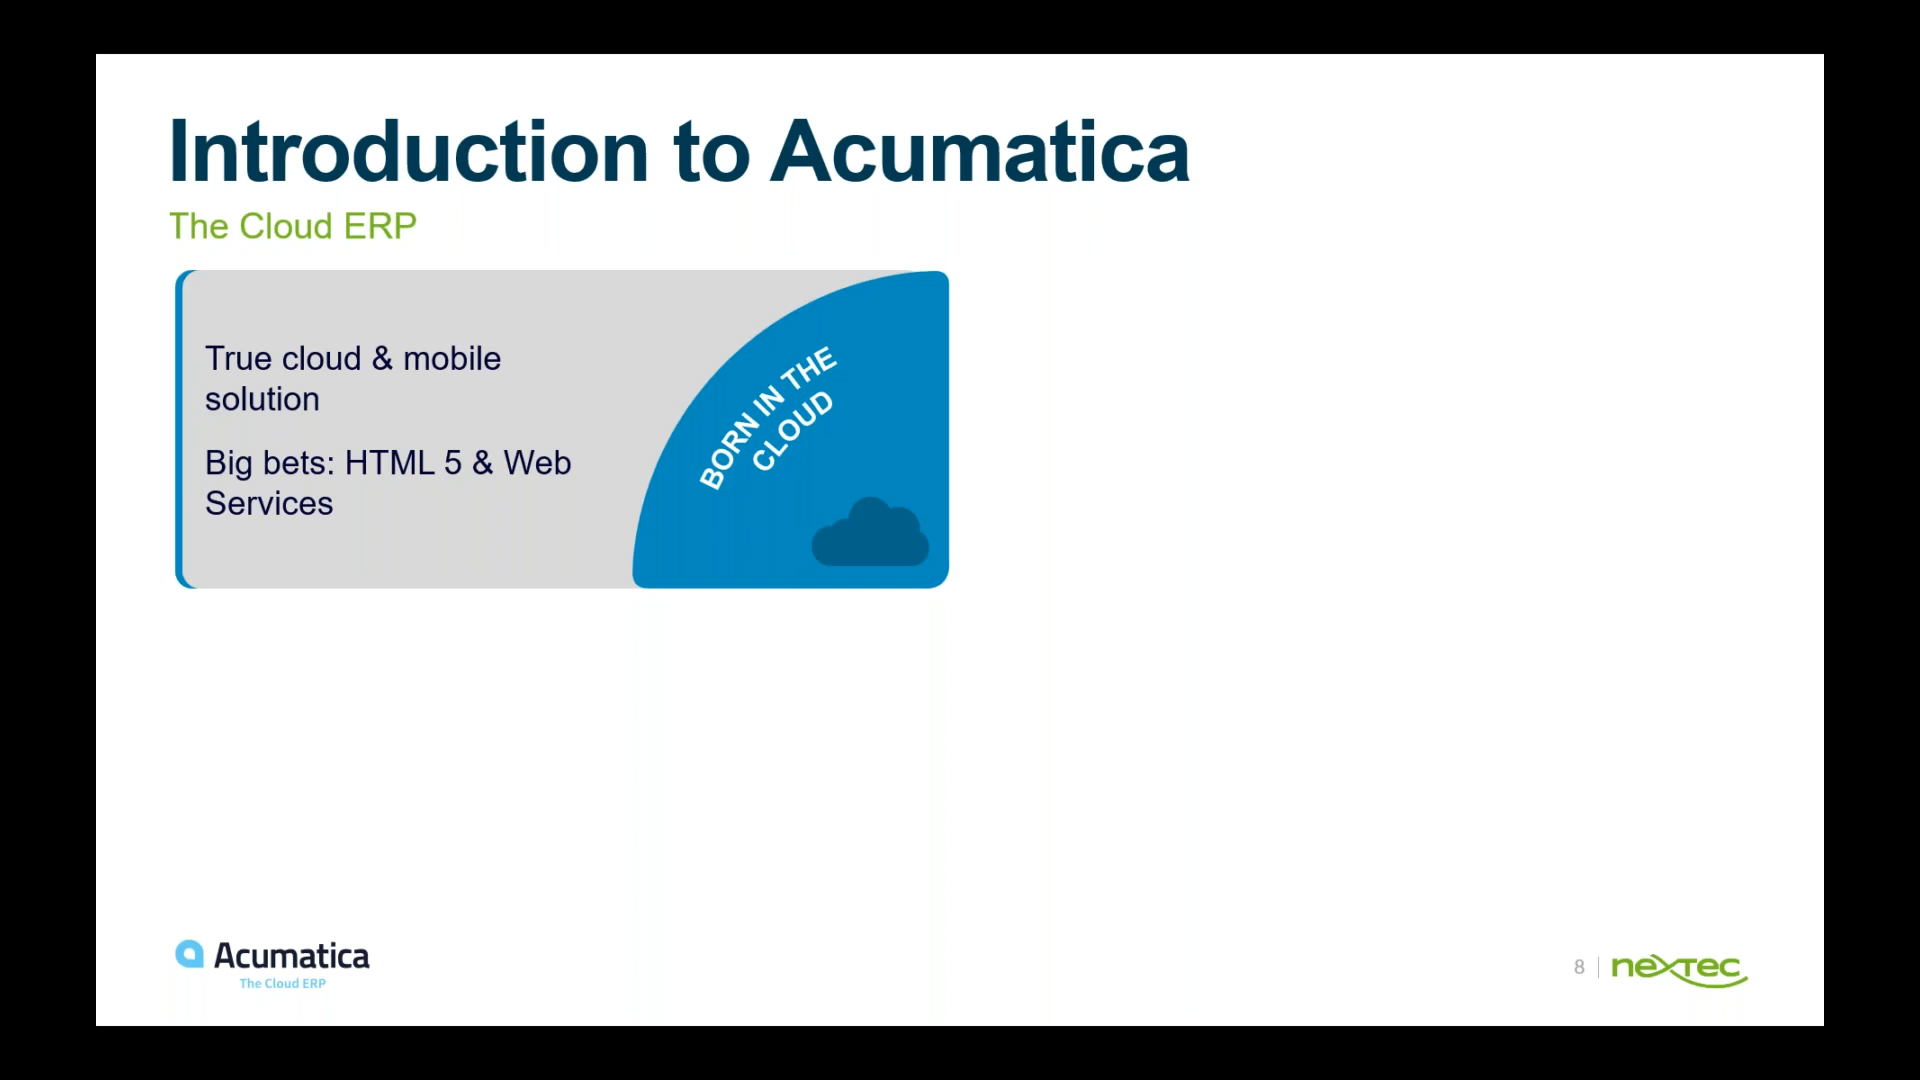 Introduction to Acumatica
The Cloud ERP
True cloud & mobile
solution
Big bets: HTML 5 & Web
Services
BORN IN THE
CLOUD
Acumatica
The Cloud ERP
8
nexTec